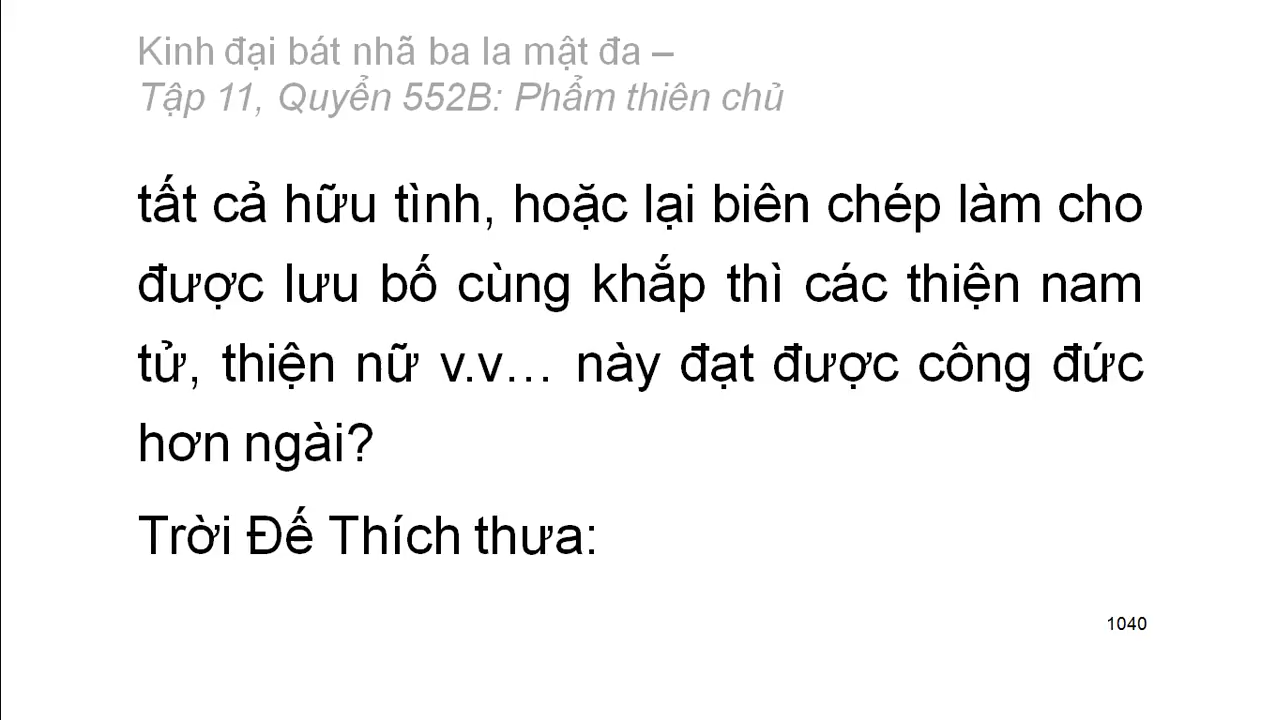 Kinh đại bát nhã ba la mật đa –
Tập 11, Quyển 552B: Phẩm thiên chủ
tất cả hữu tình, hoặc lại biên chép làm cho
được lưu bố cùng khắp thì các thiện nam
tử, thiện nữ v.v… này đạt được công đức
hơn ngài?
Trời Đế Thích thưa:
1040